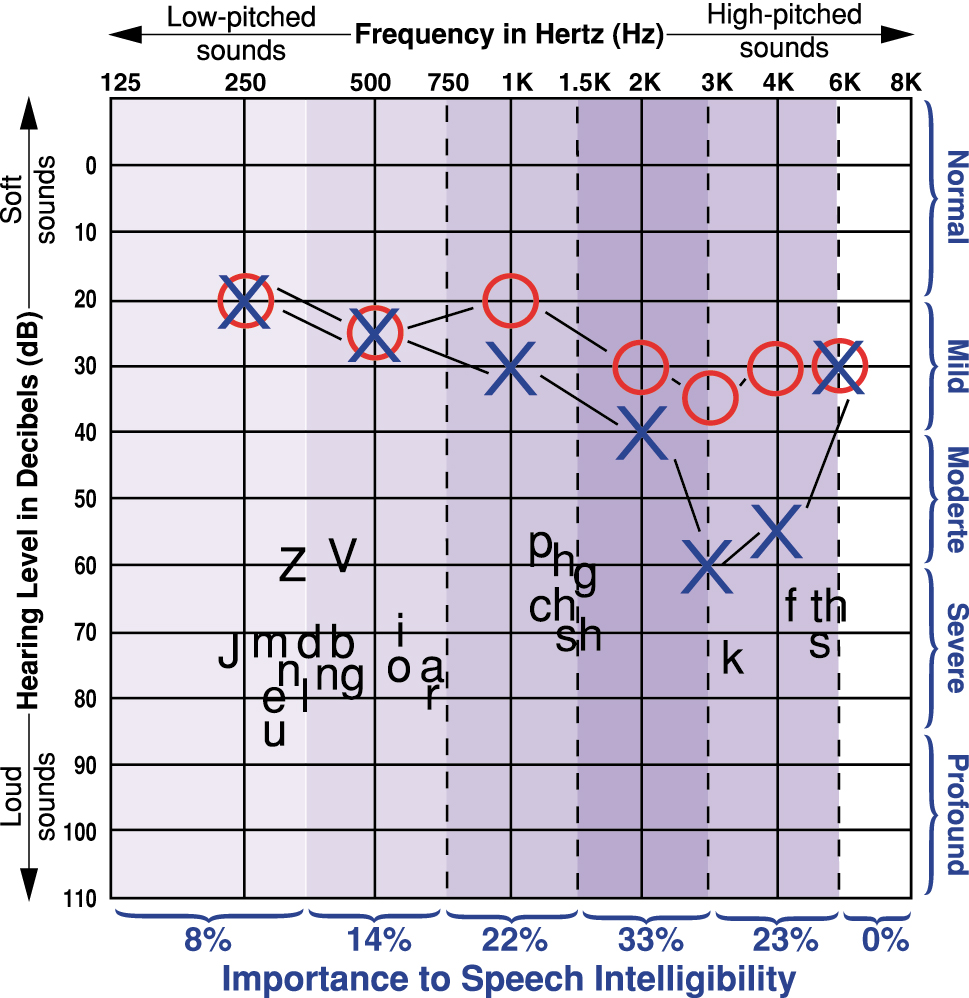 Low-pitched sounds
Frequency in Hertz (Hz)
High-pitched sounds
125 250 500 750 1K 1.5K 2K 3K 4K 6K 8K
Soft sounds
Hearing Level in Decibels (dB)
Loud sounds
0
10
20
30
40
50
60
70
80
90
100
110
z v p h g
ch f th
J m d b i sh s
n ng o a k
e l r
u
Normal
Mild
Moderte
Severe
Profound
8% 14% 22% 33% 23% 0%
Importance to Speech Intelligibility